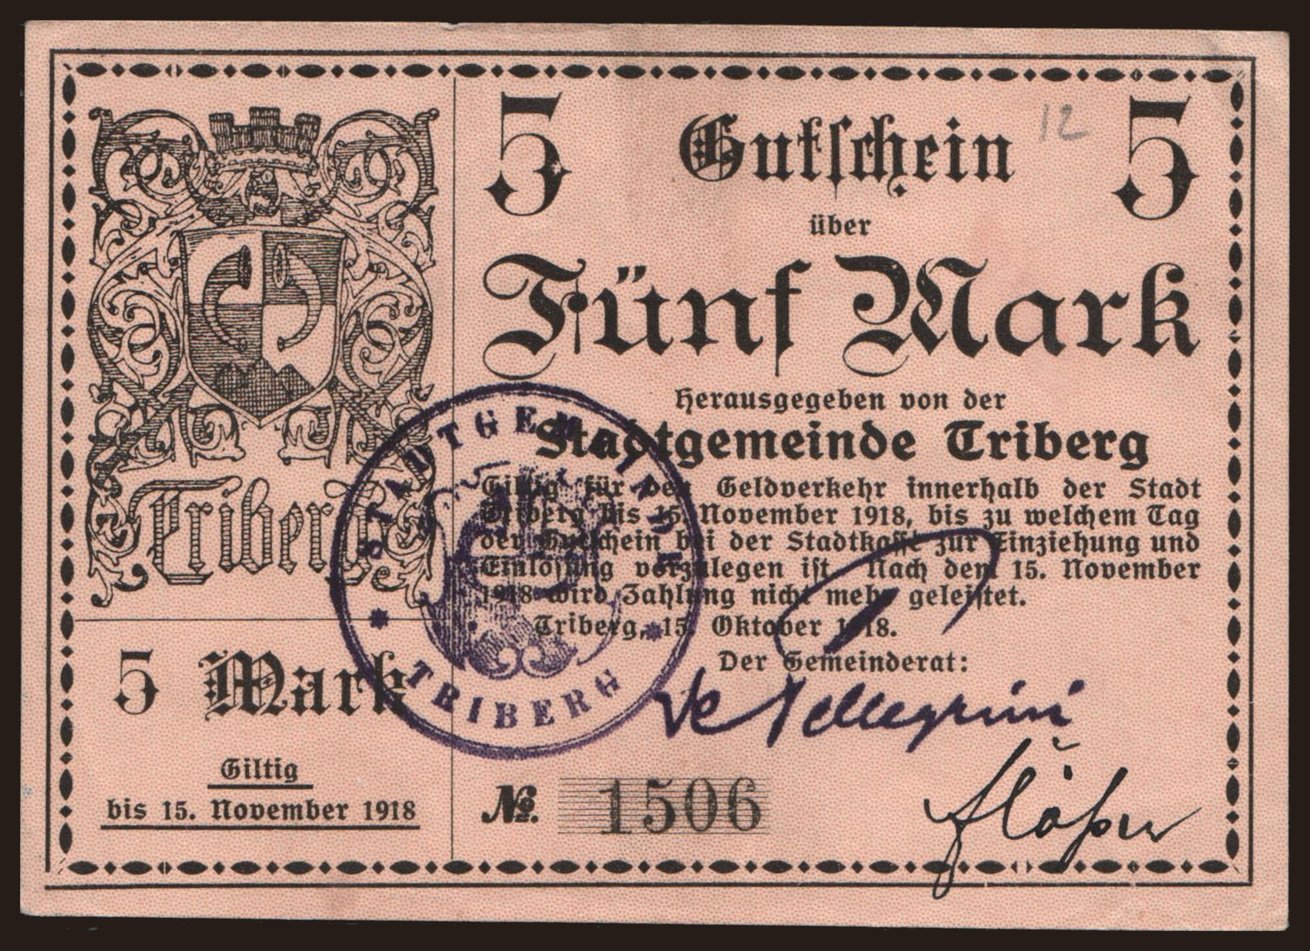 Triberg
5 Mark
Giltig
bis 15. November 1918
5 Gutschein 5
12
über
Fünf Mark
Herausgegeben von der
Stadtgemeinde Triberg
Giltig für den Geldverkehr innerhalb der Stadt
Triberg bis 15. November 1918, bis zu welchem Tag
der Gutschein bei der Stadtkasse zur Einziehung und
Einlösung vorzulegen ist. Nach dem 15. November
1918 wird Zahlung nicht mehr geleistet.
Triberg, 15. Oktober 1918.
Der Gemeinderat:
De Pellegrini
№. 1506
STADTGEMEINDE
* TRIBERG *